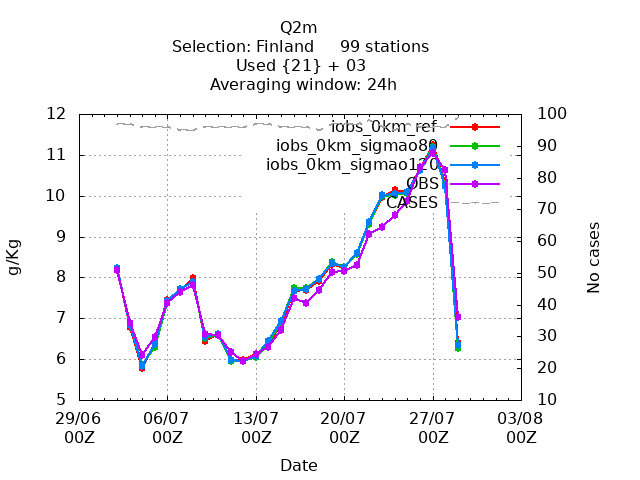 Q2m
Selection: Finland     99 stations
Used {21} + 03
Averaging window: 24h
12
11
10
9
8
7
6
5
g/Kg
100
90
80
70
60
50
40
30
20
10
No cases
iobs_0km_ref
iobs_0km_sigmao80
iobs_0km_sigmao120
OBS
CASES
29/06 06/07 13/07 20/07 27/07 03/08
00Z 00Z 00Z 00Z 00Z 00Z
Date